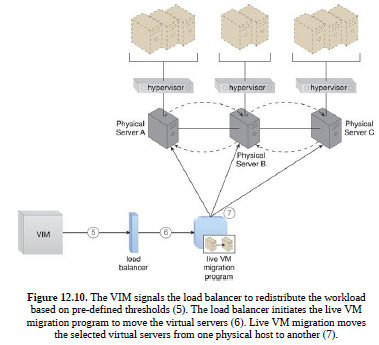 hypervisor
hypervisor
hypervisor
Physical
Server A
Physical
Server B
Physical
Server C
7
VIM
5
6
load
balancer
live VM
migration
program
Figure 12.10. The VIM signals the load balancer to redistribute the workload
based on pre-defined thresholds (5). The load balancer initiates the live VM
migration program to move the virtual servers (6). Live VM migration moves
the selected virtual servers from one physical host to another (7).